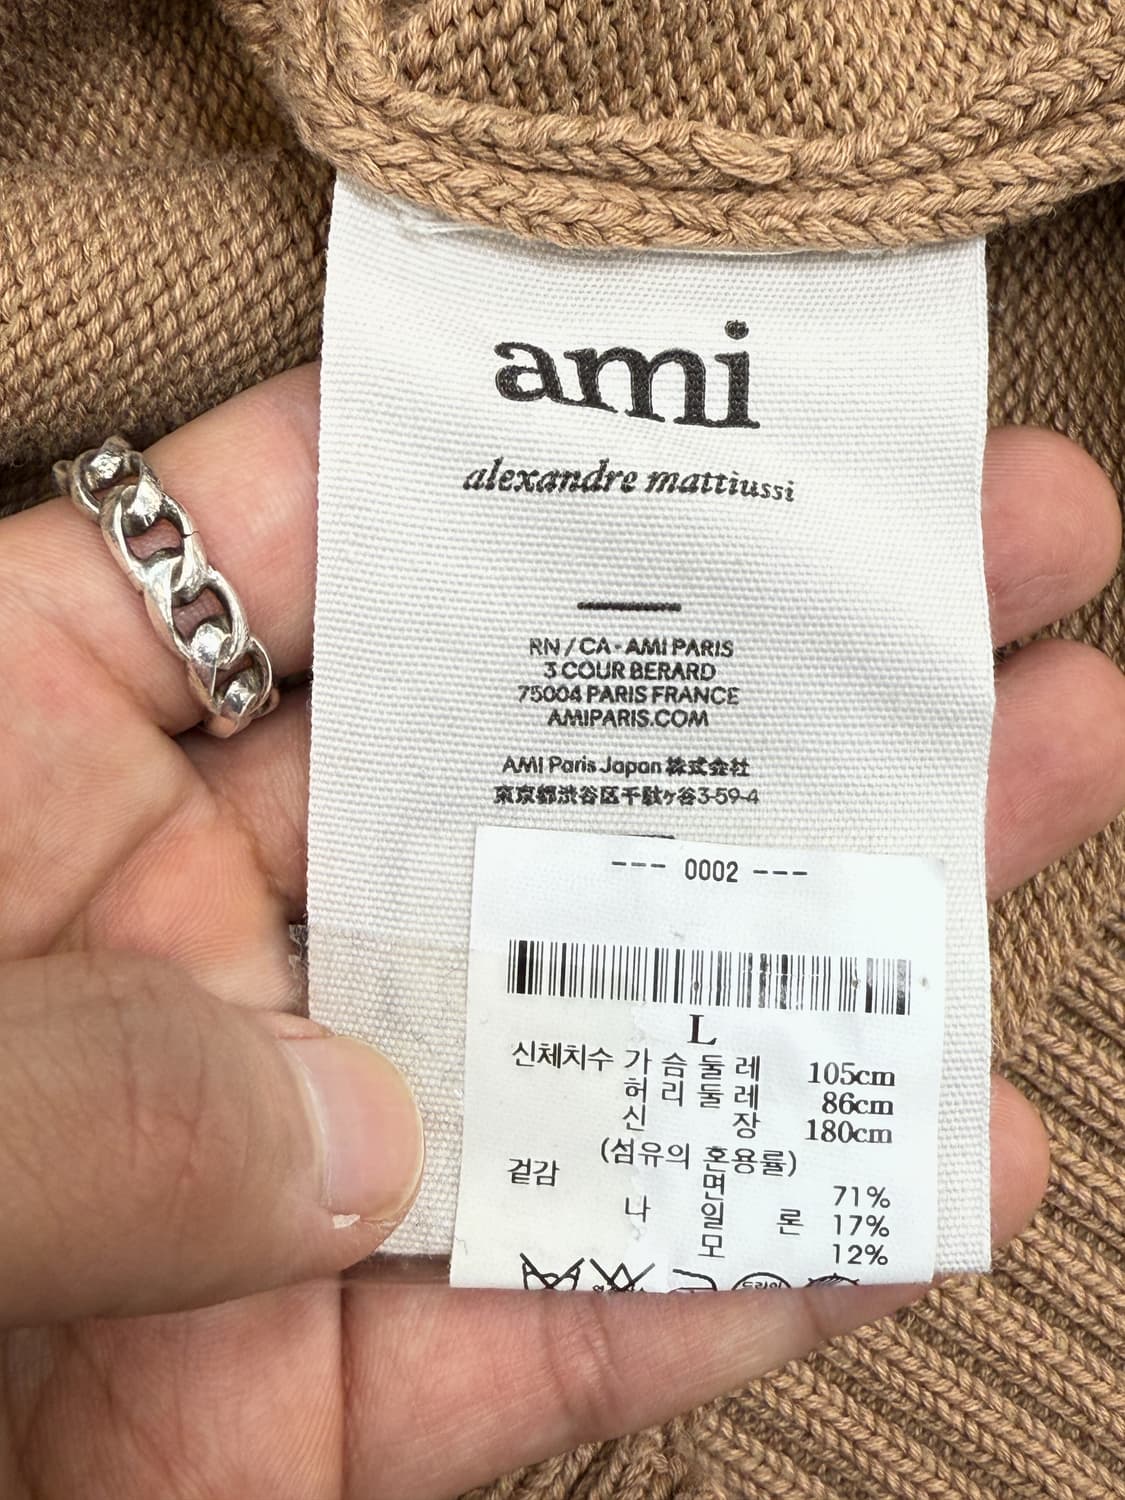 ami
alexandre mattiussi
RN / CA - AMI PARIS
3 COUR BERARD
75004 PARIS FRANCE
AMIPARIS.COM
AMI Paris Japan 株式会社
東京都渋谷区千駄ヶ谷3-59-4
--- 0002 ---
L
신체치수 가슴둘레 105cm
허리둘레 86cm
신장 180cm
(섬유의 혼용률)
겉감 면 71%
나일론 17%
모 12%